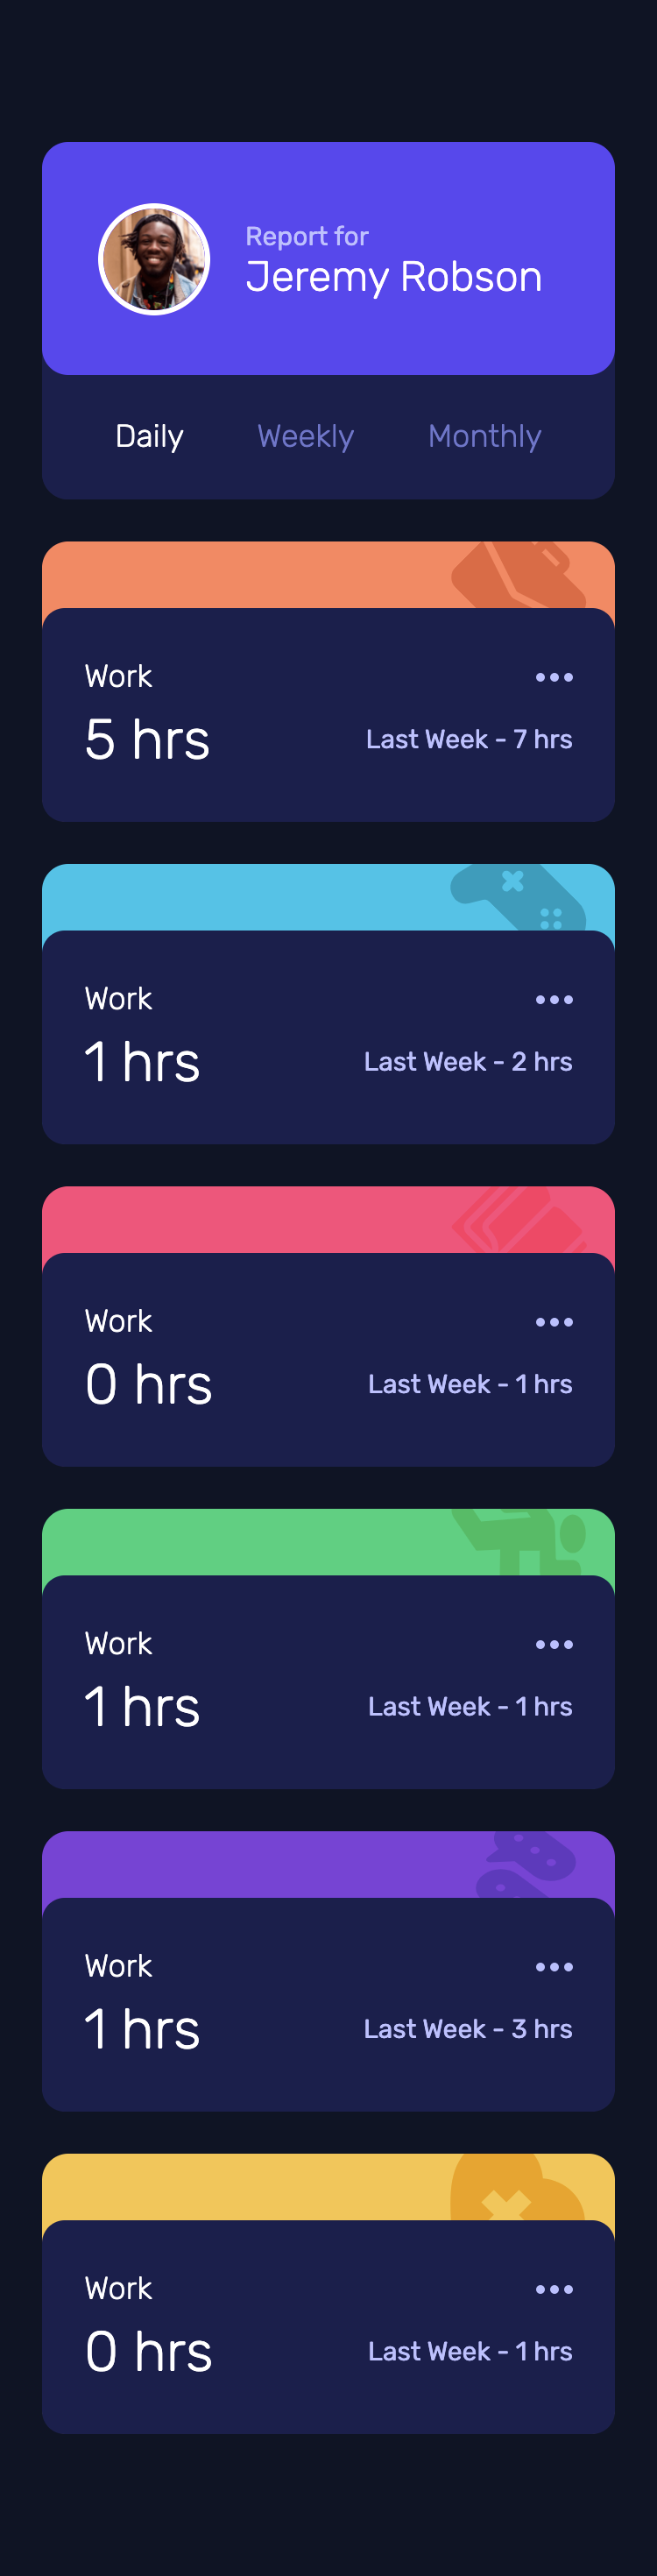 Report for
Jeremy Robson
Daily Weekly Monthly
Work
5 hrs Last Week - 7 hrs
Work
1 hrs Last Week - 2 hrs
Work
0 hrs Last Week - 1 hrs
Work
1 hrs Last Week - 1 hrs
Work
1 hrs Last Week - 3 hrs
Work
0 hrs Last Week - 1 hrs